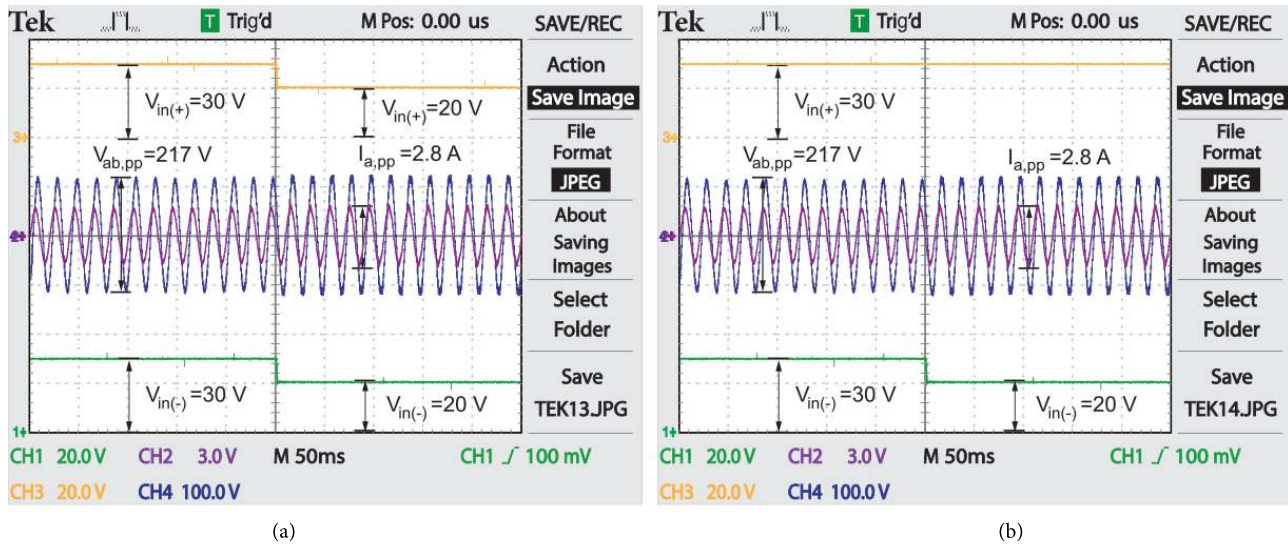 Tek T Trig'd M Pos: 0.00 us SAVE/REC
Action
Save Image
File
Format
JPEG
About
Saving
Images
Select
Folder
Save
TEK13.JPG
3+
1+
Vin(+)=30 V
Vin(+)=20 V
Vab,pp=217 V
Ia,pp=2.8 A
Vin(-)=30 V
Vin(-)=20 V
CH1 20.0 V CH2 3.0 V M 50ms CH1 100 mV
CH3 20.0 V CH4 100.0 V
(a)
Tek T Trig'd M Pos: 0.00 us SAVE/REC
Action
Save Image
File
Format
JPEG
About
Saving
Images
Select
Folder
Save
TEK14.JPG
3+
1+
Vin(+)=30 V
Vab,pp=217 V
Ia,pp=2.8 A
Vin(-)=30 V
Vin(-)=20 V
CH1 20.0 V CH2 3.0 V M 50ms CH1 100 mV
CH3 20.0 V CH4 100.0 V
(b)